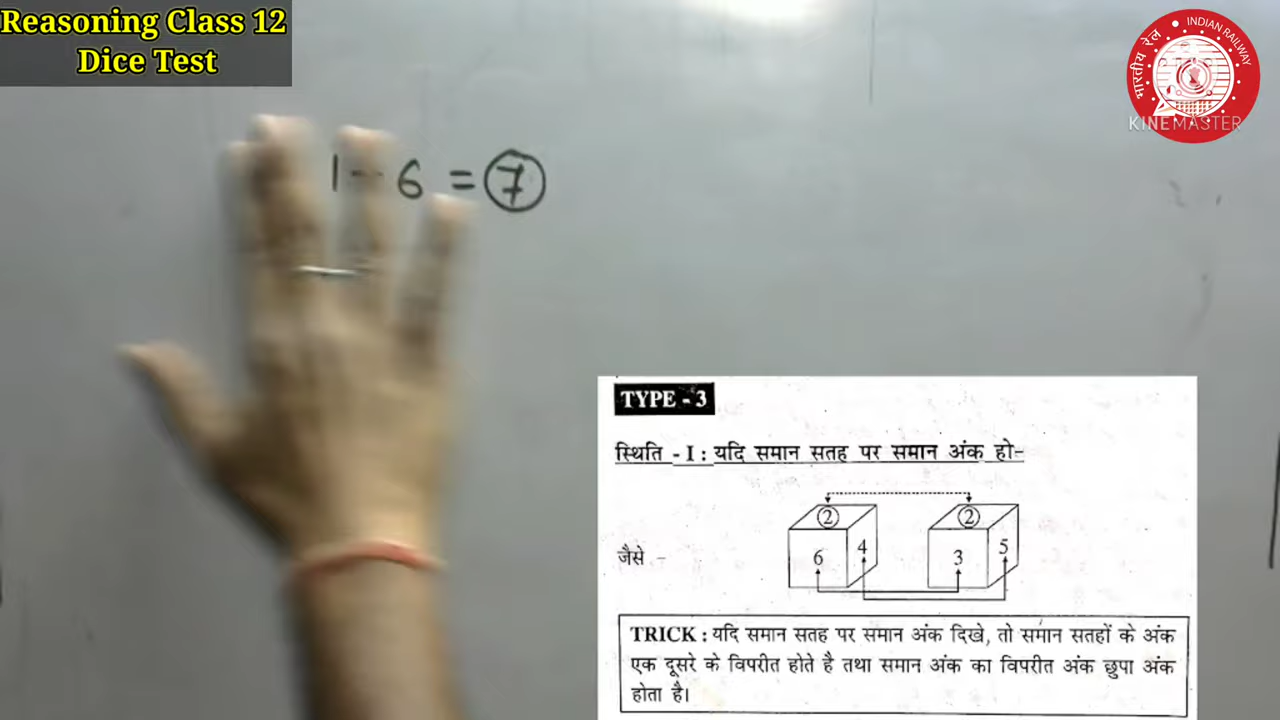 Reasoning Class 12
Dice Test
भारतीय रेल
INDIAN RAILWAY
KINEMASTER
1 - 6 = 7
TYPE - 3
स्थिति - I : यदि समान सतह पर समान अंक हो-
2 2
जैसे -
6 4 3 5
TRICK : यदि समान सतह पर समान अंक दिखे, तो समान सतहों के अंक
एक दूसरे के विपरीत होते है तथा समान अंक का विपरीत अंक छुपा अंक
होता है।